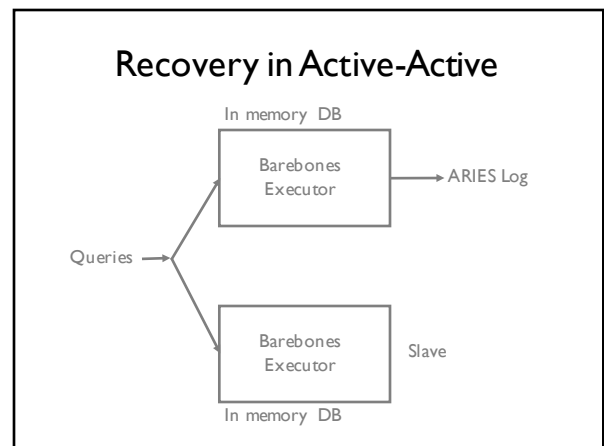 Recovery in Active-Active
In memory DB
Barebones
Executor
ARIES Log
Queries
Barebones
Executor
Slave
In memory DB